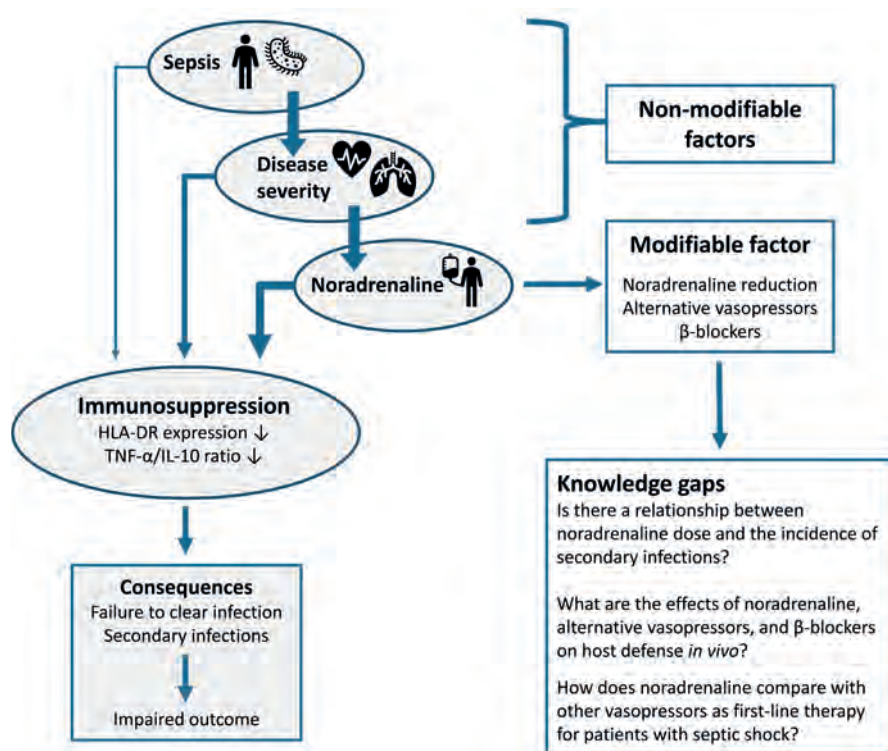 Sepsis
Non-modifiable
factors
Disease
severity
Modifiable factor
Noradrenaline reduction
Alternative vasopressors
β-blockers
Noradrenaline
Immunosuppression
HLA-DR expression ↓
TNF-α/IL-10 ratio ↓
Consequences
Failure to clear infection
Secondary infections
Impaired outcome
Knowledge gaps
Is there a relationship between
noradrenaline dose and the incidence of
secondary infections?
What are the effects of noradrenaline,
alternative vasopressors, and β-blockers
on host defense in vivo?
How does noradrenaline compare with
other vasopressors as first-line therapy
for patients with septic shock?